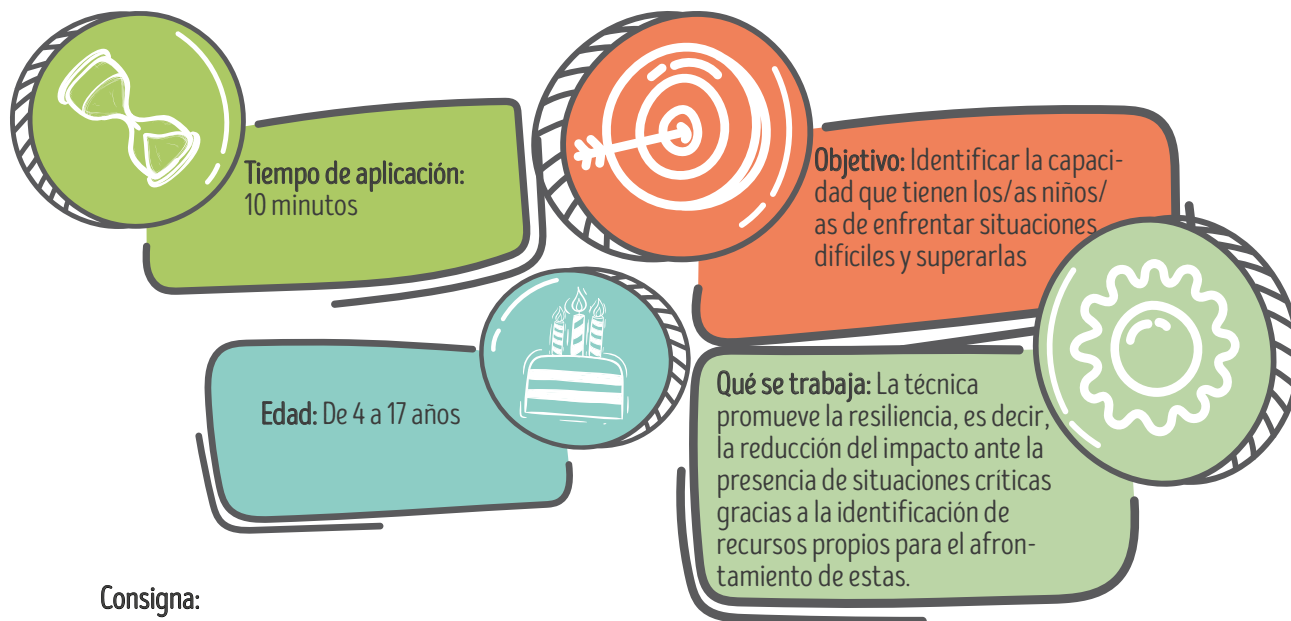 Tiempo de aplicación:
10 minutos
Objetivo: Identificar la capaci-
dad que tienen los/as niños/
as de enfrentar situaciones
difíciles y superarlas
Edad: De 4 a 17 años
Qué se trabaja: La técnica
promueve la resiliencia, es decir,
la reducción del impacto ante la
presencia de situaciones críticas
gracias a la identificación de
recursos propios para el afron-
tamiento de estas.
Consigna: